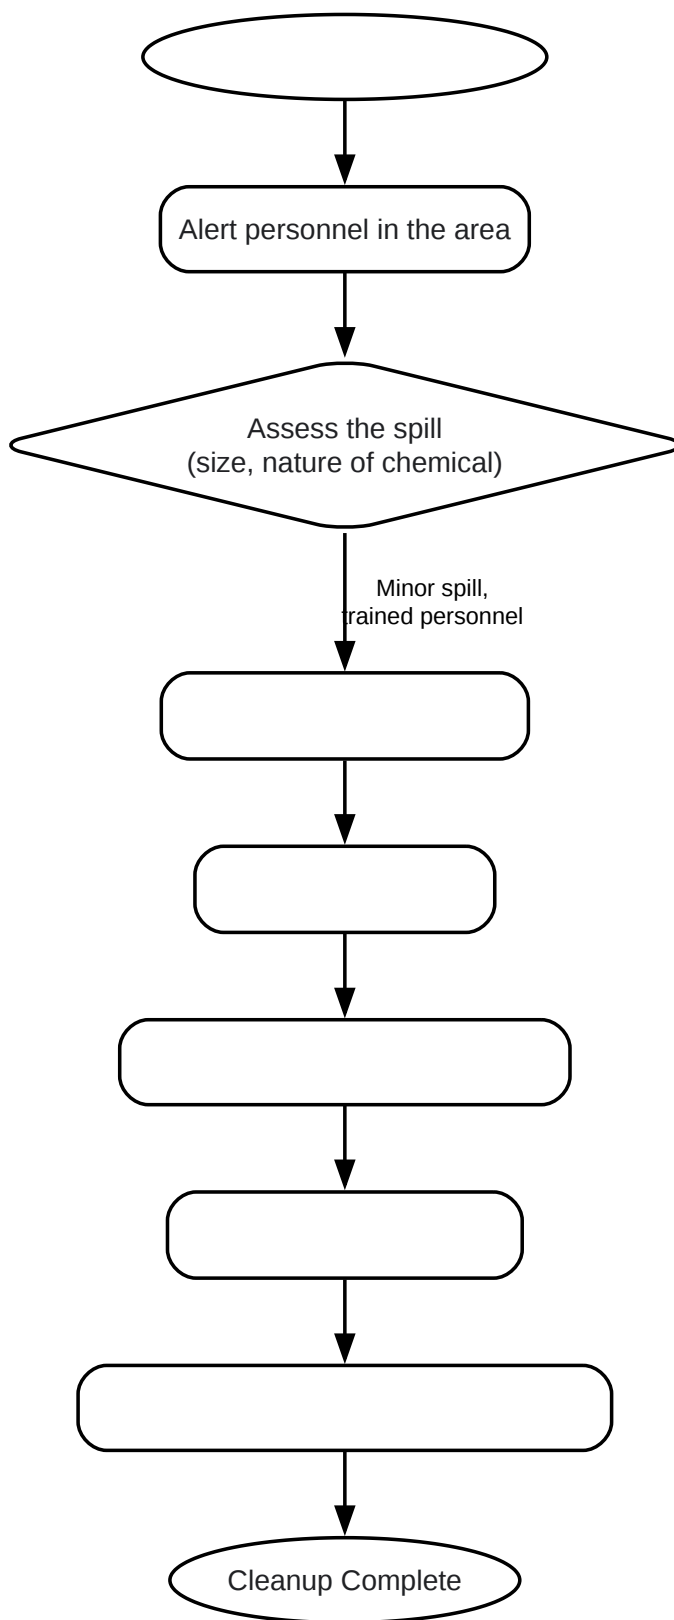 Alert personnel in the area
Assess the spill
(size, nature of chemical)
Minor spill,
trained personnel
Cleanup Complete